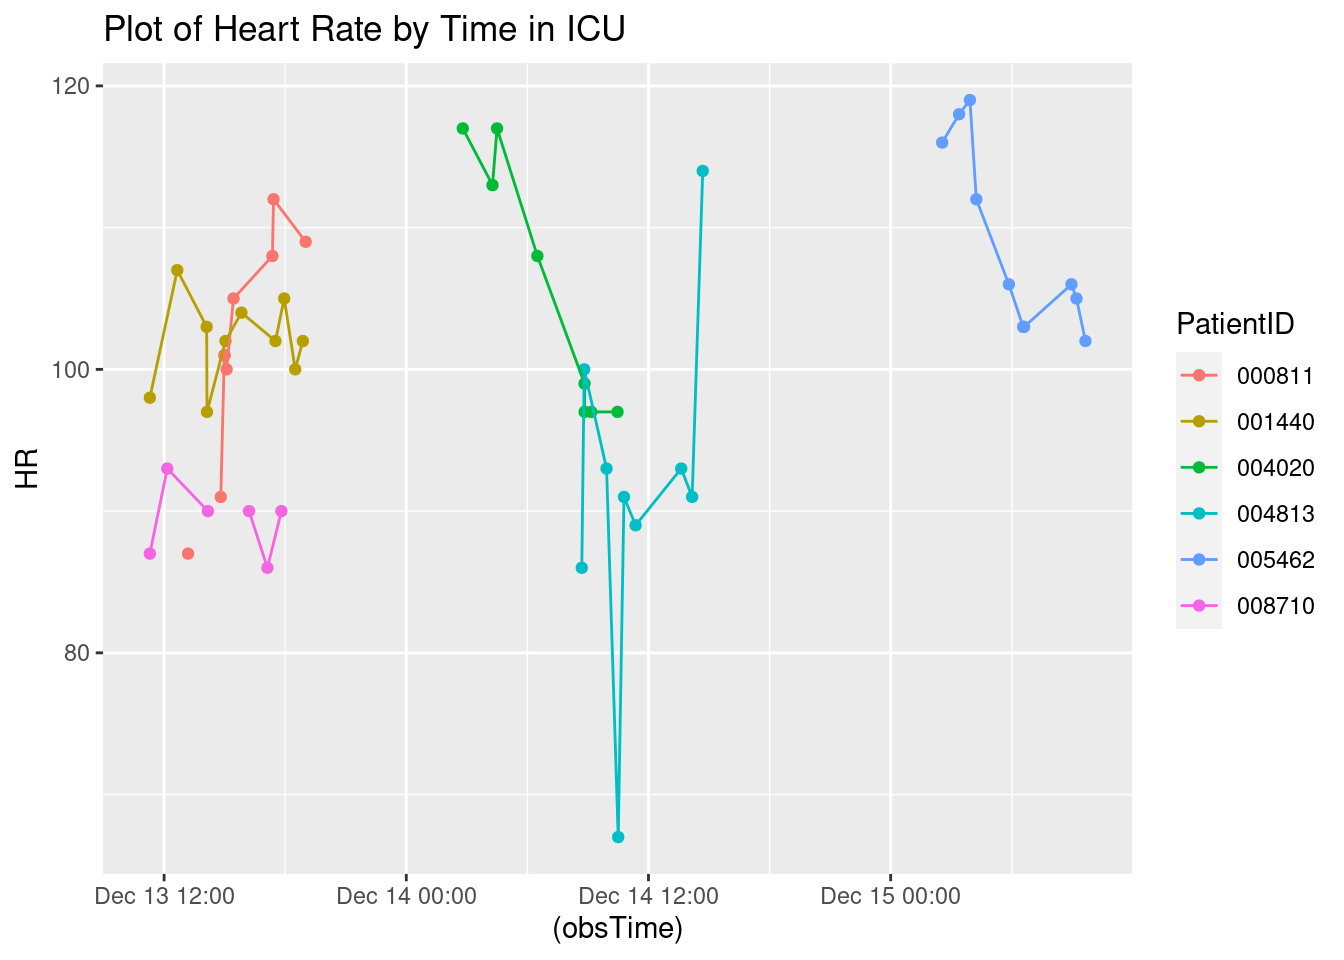 Plot of Heart Rate by Time in ICU
120
100
80
HR
Dec 13 12:00
Dec 14 00:00
Dec 14 12:00
Dec 15 00:00
(obsTime)
PatientID
000811
001440
004020
004813
005462
008710